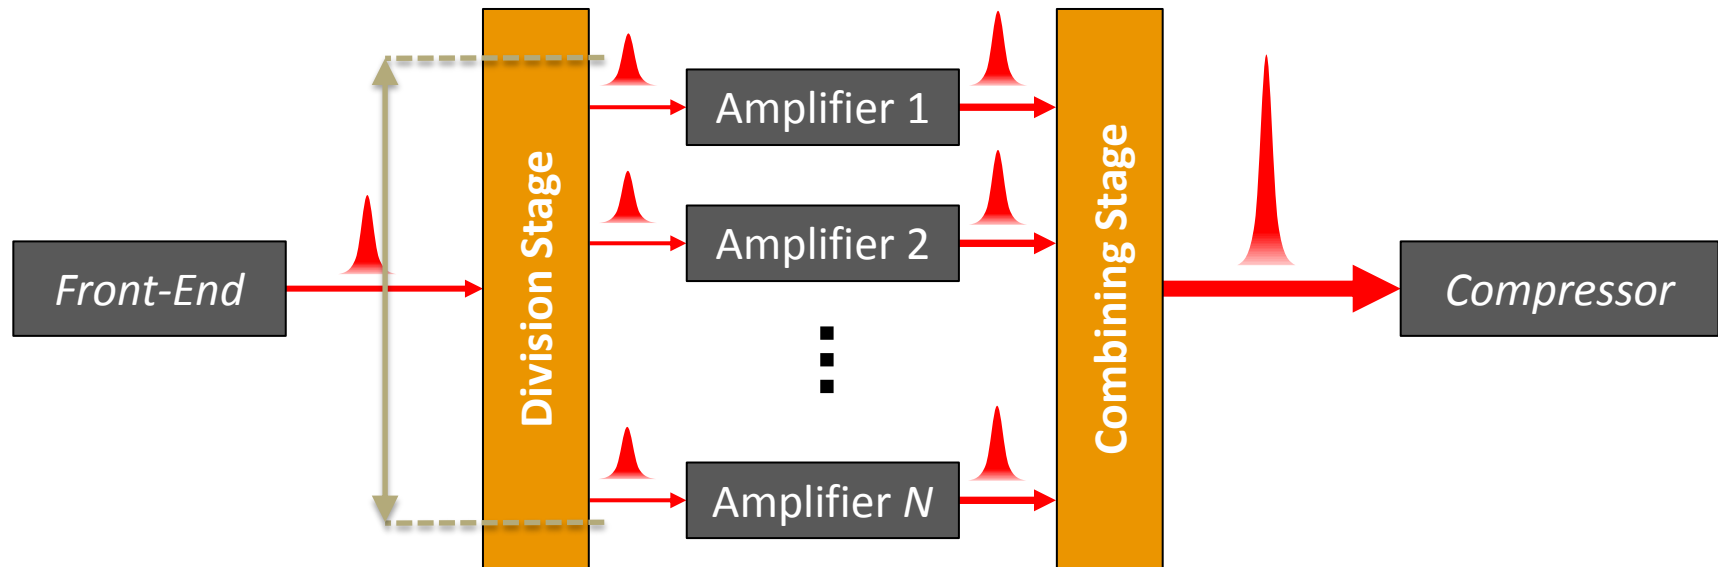 Front-End
Division Stage
Amplifier 1
Amplifier 2
Amplifier N
Combining Stage
Compressor